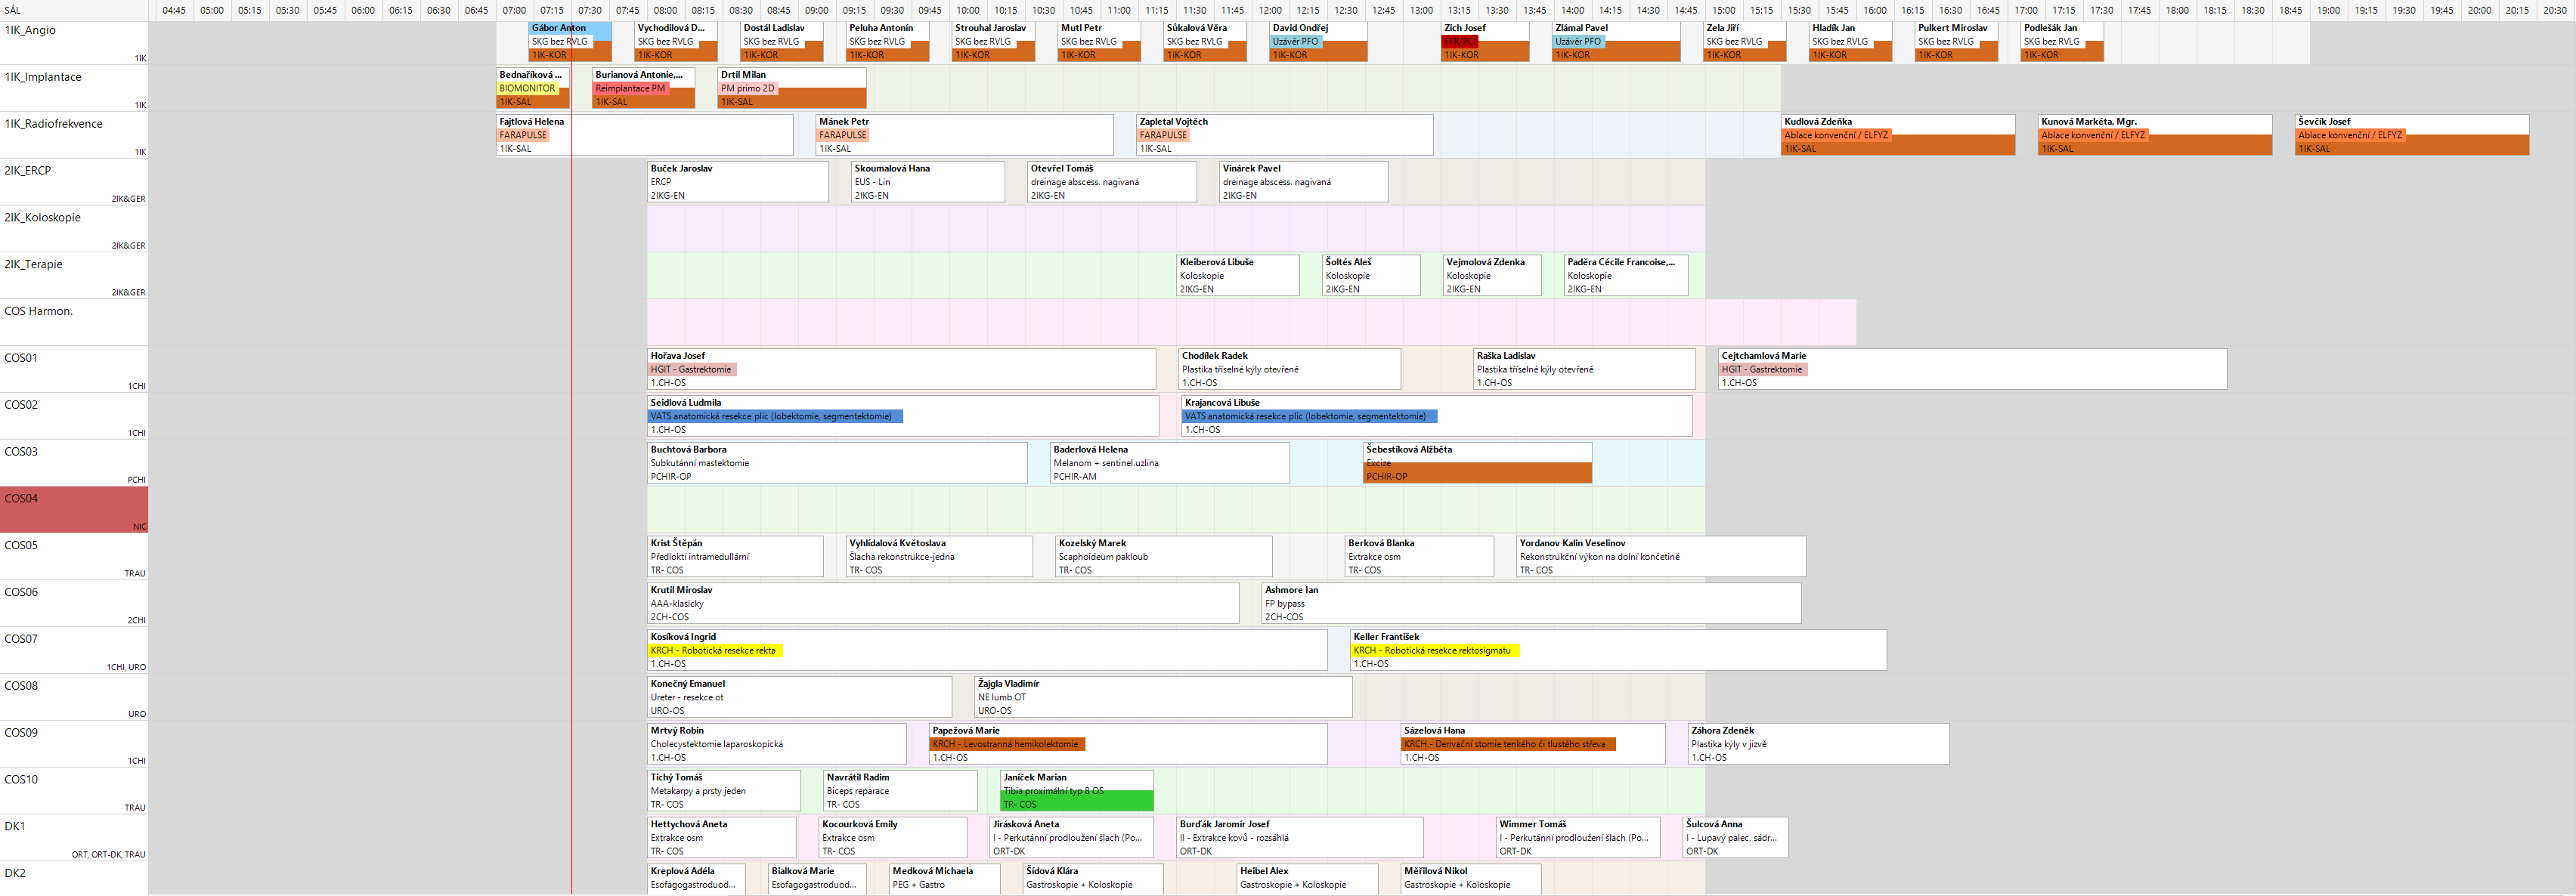 SÁL 04:45 05:00 05:15 05:30 05:45 06:00 06:15 06:30 06:45 07:00 07:15 07:30 07:45 08:00 08:15 08:30 08:45 09:00 09:15 09:30 09:45 10:00 10:15 10:30 10:45 11:00 11:15 11:30 11:45 12:00 12:15 12:30 12:45 13:00 13:15 13:30 13:45 14:00 14:15 14:30 14:45 15:00 15:15 15:30 15:45 16:00 16:15 16:30 16:45 17:00 17:15 17:30 17:45 18:00 18:15 18:30 18:45 19:00 19:15 19:30 19:45 20:00 20:15 20:30
1IK_Angio Gábor Anton Vychodilová D... Dostál Ladislav Peluha Antonín Strouhal Jaroslav Mutl Petr Sůkalová Věra David Ondřej Zich Josef Zlámal Pavel Zela Jiří Hladík Jan Pulkert Miroslav Podlešák Jan
SKG bez RVLG SKG bez RVLG SKG bez RVLG SKG bez RVLG SKG bez RVLG SKG bez RVLG SKG bez RVLG Uzávěr PFO FFR/PCI Uzávěr PFO SKG bez RVLG SKG bez RVLG SKG bez RVLG SKG bez RVLG
1IK 1IK-KOR 1IK-KOR 1IK-KOR 1IK-KOR 1IK-KOR 1IK-KOR 1IK-KOR 1IK-KOR 1IK-KOR 1IK-KOR 1IK-KOR 1IK-KOR 1IK-KOR 1IK-KOR
1IK_Implantace Bednaříková ... Burianová Antonie,... Drtil Milan
BIOMONITOR Reimplantace PM PM primo 2D
1IK 1IK-SAL 1IK-SAL 1IK-SAL
1IK_Radiofrekvence Fajtlová Helena Mánek Petr Zapletal Vojtěch Kudlová Zdeňka Kunová Markéta, Mgr. Ševčík Josef
FARAPULSE FARAPULSE FARAPULSE Ablace konvenční / ELFYZ Ablace konvenční / ELFYZ Ablace konvenční / ELFYZ
1IK 1IK-SAL 1IK-SAL 1IK-SAL 1IK-SAL 1IK-SAL 1IK-SAL
2IK_ERCP Buček Jaroslav Skoumalová Hana Otevřel Tomáš Vinárek Pavel
ERCP EUS - Lin dreinage abscess. nagivaná dreinage abscess. nagivaná
2IK&GER 2IKG-EN 2IKG-EN 2IKG-EN 2IKG-EN
2IK_Koloskopie
2IK&GER
2IK_Terapie Kleiberová Libuše Šoltés Aleš Vejmolová Zdenka Paděra Cécile Francoise,...
Koloskopie Koloskopie Koloskopie Koloskopie
2IK&GER 2IKG-EN 2IKG-EN 2IKG-EN 2IKG-EN
COS Harmon.
COS01 Hořava Josef Chodílek Radek Raška Ladislav Cejtchamlová Marie
HGIT - Gastrektomie Plastika tříselné kýly otevřeně Plastika tříselné kýly otevřeně HGIT - Gastrektomie
1CHI 1.CH-OS 1.CH-OS 1.CH-OS 1.CH-OS
COS02 Seidlová Ludmila Krajancová Libuše
VATS anatomická resekce plic (lobektomie, segmentektomie) VATS anatomická resekce plic (lobektomie, segmentektomie)
1CHI 1.CH-OS 1.CH-OS
COS03 Buchtová Barbora Baderlová Helena Šebestíková Alžběta
Subkutánní mastektomie Melanom + sentinel.uzlina Excize
PCHI PCHIR-OP PCHIR-AM PCHIR-OP
COS04
NIC
COS05 Krist Štěpán Vyhlídalová Květoslava Kozelský Marek Berková Blanka Yordanov Kalin Veselinov
Předloktí intramedullární Šlacha rekonstrukce-jedna Scaphoideum pakloub Extrakce osm Rekonstrukční výkon na dolní končetině
TRAU TR- COS TR- COS TR- COS TR- COS TR- COS
COS06 Krutil Miroslav Ashmore Ian
AAA-klasicky FP bypass
2CHI 2CH-COS 2CH-COS
COS07 Kosíková Ingrid Keller František
KRCH - Robotická resekce rekta KRCH - Robotická resekce rektosigmatu
1CHI, URO 1.CH-OS 1.CH-OS
COS08 Konečný Emanuel Žajgla Vladimír
Ureter - resekce ot NE lumb OT
URO URO-OS URO-OS
COS09 Mrtvý Robin Papežová Marie Sázelová Hana Záhora Zdeněk
Cholecystektomie laparoskopická KRCH - Levostranná hemikolektomie KRCH - Derivační stomie tenkého či tlustého střeva Plastika kýly v jizvě
1CHI 1.CH-OS 1.CH-OS 1.CH-OS 1.CH-OS
COS10 Tichý Tomáš Navrátil Radim Janíček Marian
Metakarpy a prsty jeden Biceps reparace Tibia proximální typ B OS
TRAU TR- COS TR- COS TR- COS
DK1 Hettychová Aneta Kocourková Emily Jirásková Aneta Burďák Jaromír Josef Wimmer Tomáš Šulcová Anna
Extrakce osm Extrakce osm I - Perkutánní prodloužení šlach (Po... II - Extrakce kovů - rozsáhlá I - Perkutánní prodloužení šlach (Po... I - Lupavý palec, sádr...
ORT, ORT-DK, TRAU TR- COS TR- COS ORT-DK ORT-DK ORT-DK ORT-DK
DK2 Kreplová Adéla Bialková Marie Medková Michaela Šídová Klára Heibel Alex Měřilová Nikol
Esofagogastroduod... Esofagogastroduod... PEG + Gastro Gastroskopie + Koloskopie Gastroskopie + Koloskopie Gastroskopie + Koloskopie